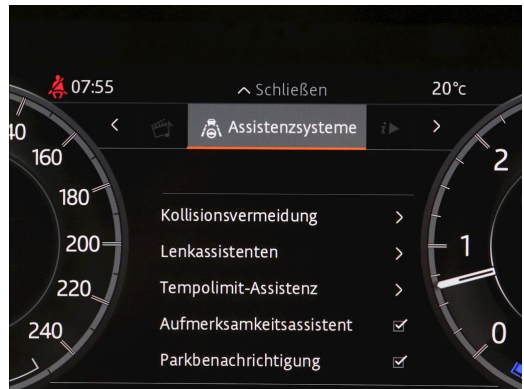 07:55
Schließen
20°c
Assistenzsysteme
i
Kollisionsvermeidung
Lenkassistenten
Tempolimit-Assistenz
Aufmerksamkeitsassistent
Parkbenachrichtigung
160
180
200
220
240
2
1
0